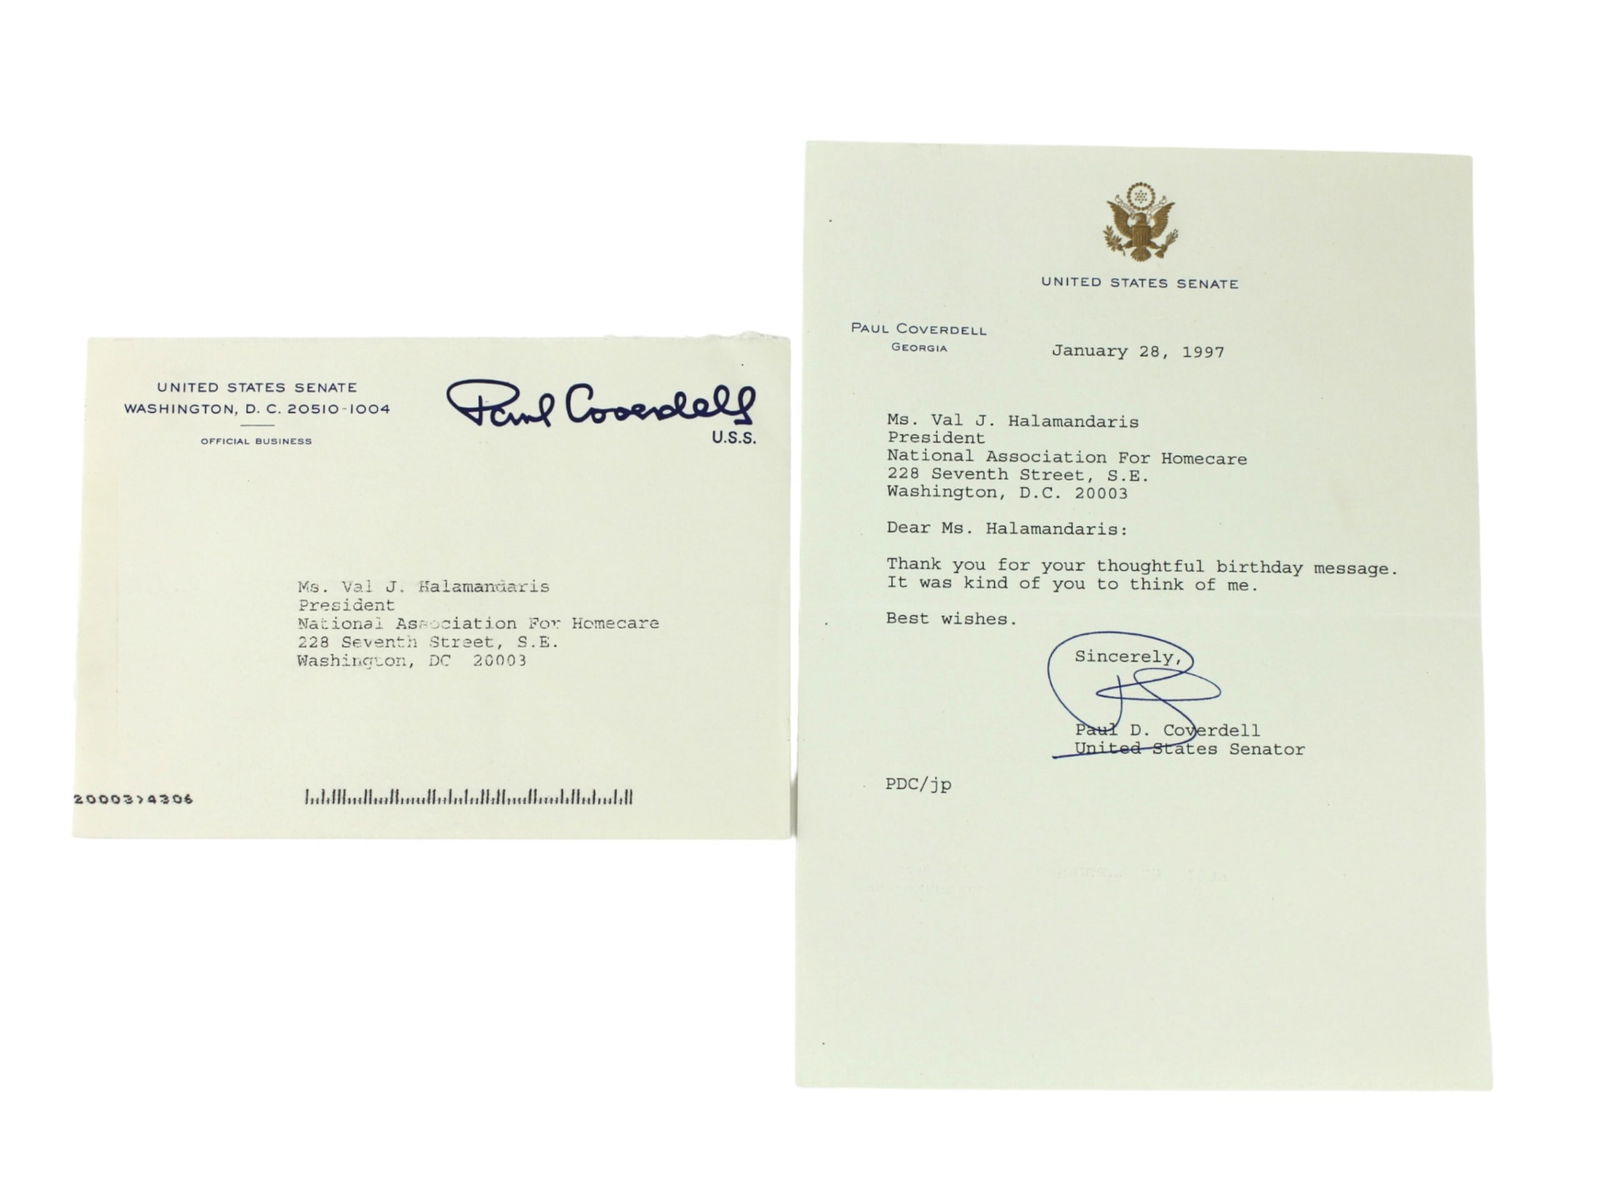 UNITED STATES SENATE
WASHINGTON, D. C. 20510-1004
OFFICIAL BUSINESS
Paul Coverdell
U.S.S.
Ms. Val J. Halamandaris
President
National Association For Homecare
228 Seventh Street, S.E.
Washington, DC 20003
2000374306
UNITED STATES SENATE
PAUL COVERDELL
GEORGIA
January 28, 1997
Ms. Val J. Halamandaris
President
National Association For Homecare
228 Seventh Street, S.E.
Washington, D.C. 20003
Dear Ms. Halamandaris:
Thank you for your thoughtful birthday message.
It was kind of you to think of me.
Best wishes.
Sincerely,
Paul D. Coverdell
United States Senator
PDC/jp